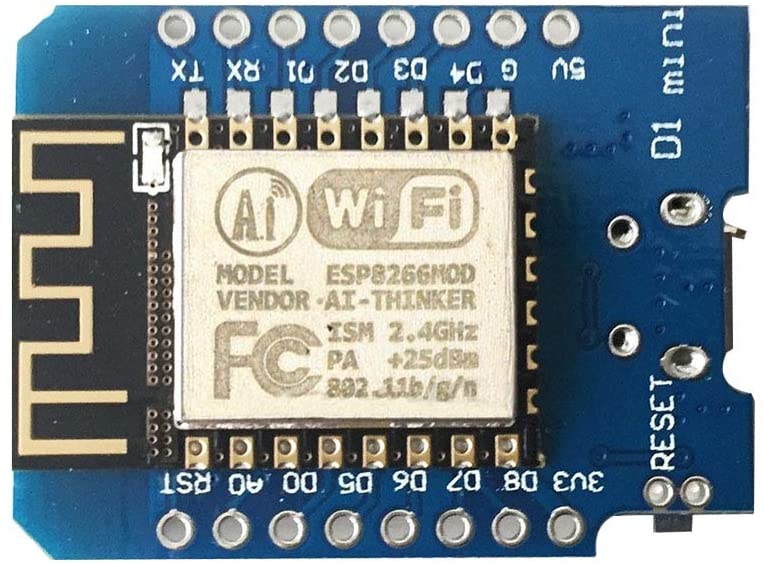 TX RX D1 D2 D3 D4 G 5V
D1 mini
Ai WiFi
MODEL ESP8266MOD
VENDOR AI-THINKER
FC ISM 2.4GHz
PA +25dBm
802.11b/g/n
RESET
RST A0 D0 D5 D6 D7 D8 3V3